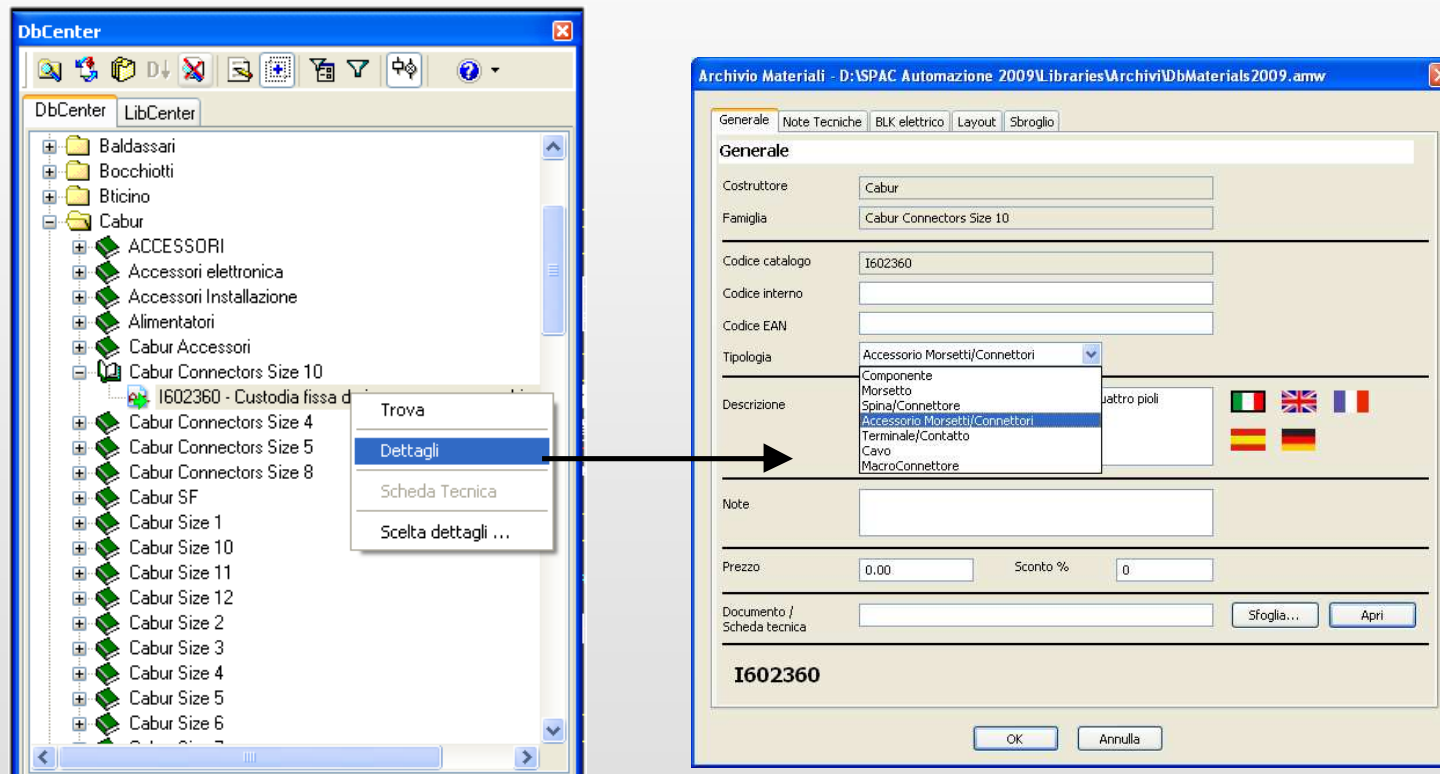 DbCenter
DbCenter LibCenter
Baldassari
Bocchiotti
Bticino
Cabur
ACCESSORI
Accessori elettronica
Accessori Installazione
Alimentatori
Cabur Accessori
Cabur Connectors Size 10
I602360 - Custodia fissa
Cabur Connectors Size 4
Cabur Connectors Size 5
Cabur Connectors Size 8
Cabur SF
Cabur Size 1
Cabur Size 10
Cabur Size 11
Cabur Size 12
Cabur Size 2
Cabur Size 3
Cabur Size 4
Cabur Size 5
Cabur Size 6
Trova
Dettagli
Scheda Tecnica
Scelta dettagli ...
Archivio Materiali - D:\SPAC Automazione 2009\Libraries\Archivi\DbMaterials2009.amw
Generale Note Tecniche BLK elettrico Layout Sbroglio
Generale
Costruttore Cabur
Famiglia Cabur Connectors Size 10
Codice catalogo I602360
Codice interno
Codice EAN
Tipologia Accessorio Morsetti/Connettori
Componente
Morsetto
Spina/Connettore
Accessorio Morsetti/Connettori
Terminale/Contatto
Cavo
MacroConnettore
Descrizione pioli
Note
Prezzo 0.00 Sconto % 0
Documento /
Scheda tecnica Sfoglia... Apri
I602360
OK Annulla